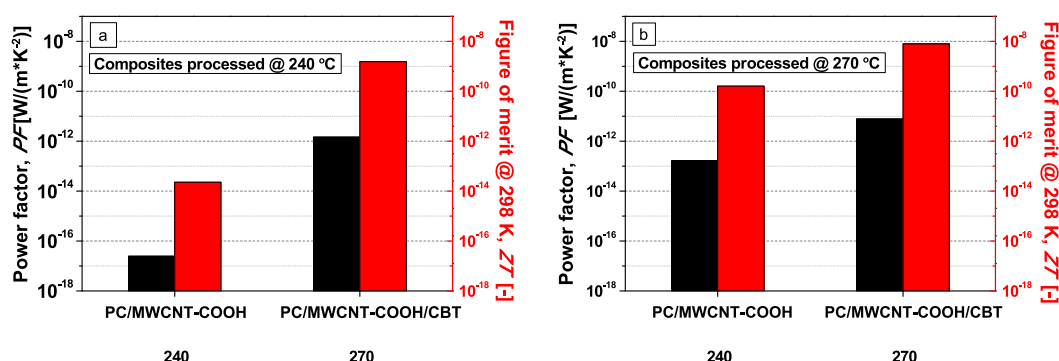 a
Composites processed @ 240 °C
Power factor, PF[W/(m*K⁻²)]
10⁻⁸
10⁻¹⁰
10⁻¹²
10⁻¹⁴
10⁻¹⁶
10⁻¹⁸
10⁻⁸
10⁻¹⁰
10⁻¹²
10⁻¹⁴
10⁻¹⁶
10⁻¹⁸
Figure of merit @ 298 K, ZT [-]
PC/MWCNT-COOH PC/MWCNT-COOH/CBT
240 270
b
Composites processed @ 270 °C
Power factor, PF [W/(m*K⁻²)]
10⁻⁸
10⁻¹⁰
10⁻¹²
10⁻¹⁴
10⁻¹⁶
10⁻¹⁸
10⁻⁸
10⁻¹⁰
10⁻¹²
10⁻¹⁴
10⁻¹⁶
10⁻¹⁸
Figure of merit @ 298 K, ZT [-]
PC/MWCNT-COOH PC/MWCNT-COOH/CBT
240 270